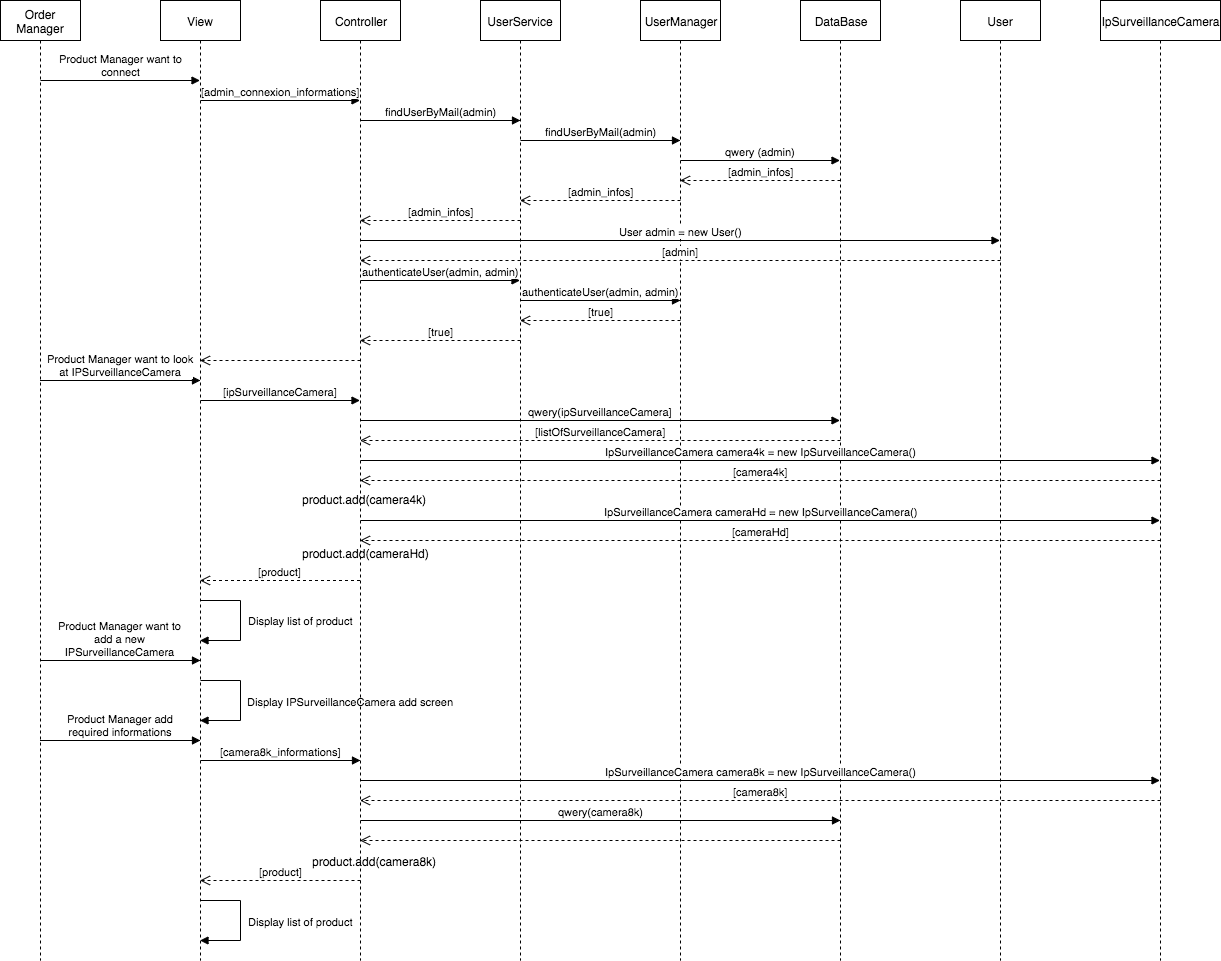 Order
Manager
View
Controller
UserService
UserManager
DataBase
User
IpSurveillanceCamera
Product Manager want to
connect
[admin_connexion_informations]
findUserByMail(admin)
findUserByMail(admin)
qwery (admin)
[admin_infos]
[admin_infos]
[admin_infos]
User admin = new User()
[admin]
authenticateUser(admin, admin)
authenticateUser(admin, admin)
[true]
[true]
Product Manager want to look
at IPSurveillanceCamera
[ipSurveillanceCamera]
qwery(ipSurveillanceCamera]
[listOfSurveillanceCamera]
IpSurveillanceCamera camera4k = new IpSurveillanceCamera()
[camera4k]
product.add(camera4k)
IpSurveillanceCamera cameraHd = new IpSurveillanceCamera()
[cameraHd]
product.add(cameraHd)
[product]
Display list of product
Product Manager want to
add a new
IPSurveillanceCamera
Display IPSurveillanceCamera add screen
Product Manager add
required informations
[camera8k_informations]
IpSurveillanceCamera camera8k = new IpSurveillanceCamera()
[camera8k]
qwery(camera8k)
product.add(camera8k)
[product]
Display list of product